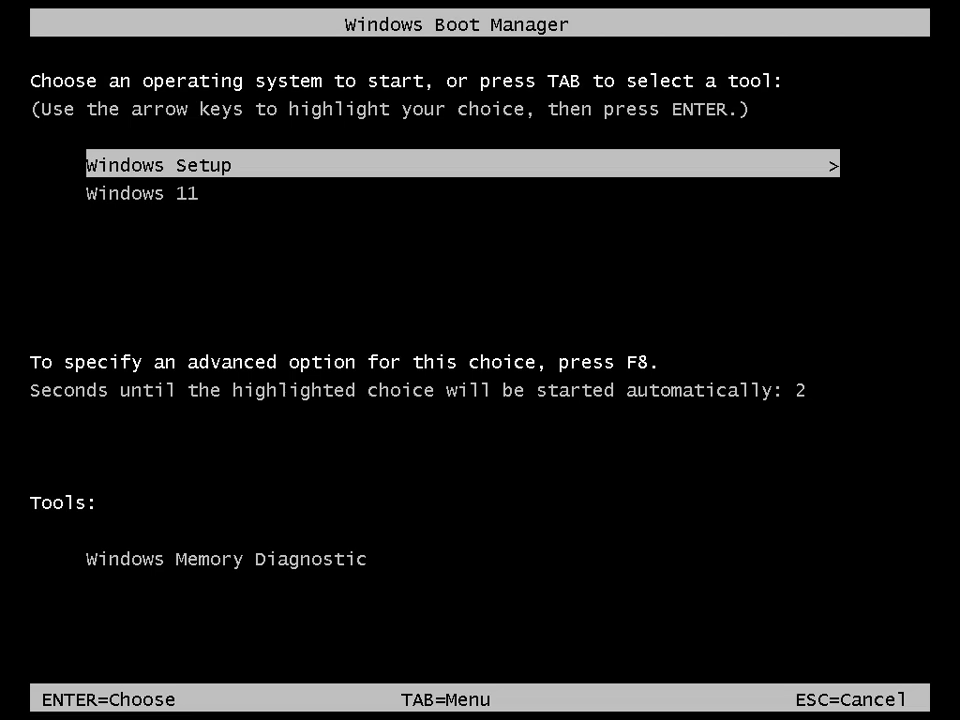 Windows Boot Manager
Choose an operating system to start, or press TAB to select a tool:
(Use the arrow keys to highlight your choice, then press ENTER.)
Windows Setup >
Windows 11
To specify an advanced option for this choice, press F8.
Seconds until the highlighted choice will be started automatically: 2
Tools:
Windows Memory Diagnostic
ENTER=Choose TAB=Menu ESC=Cancel